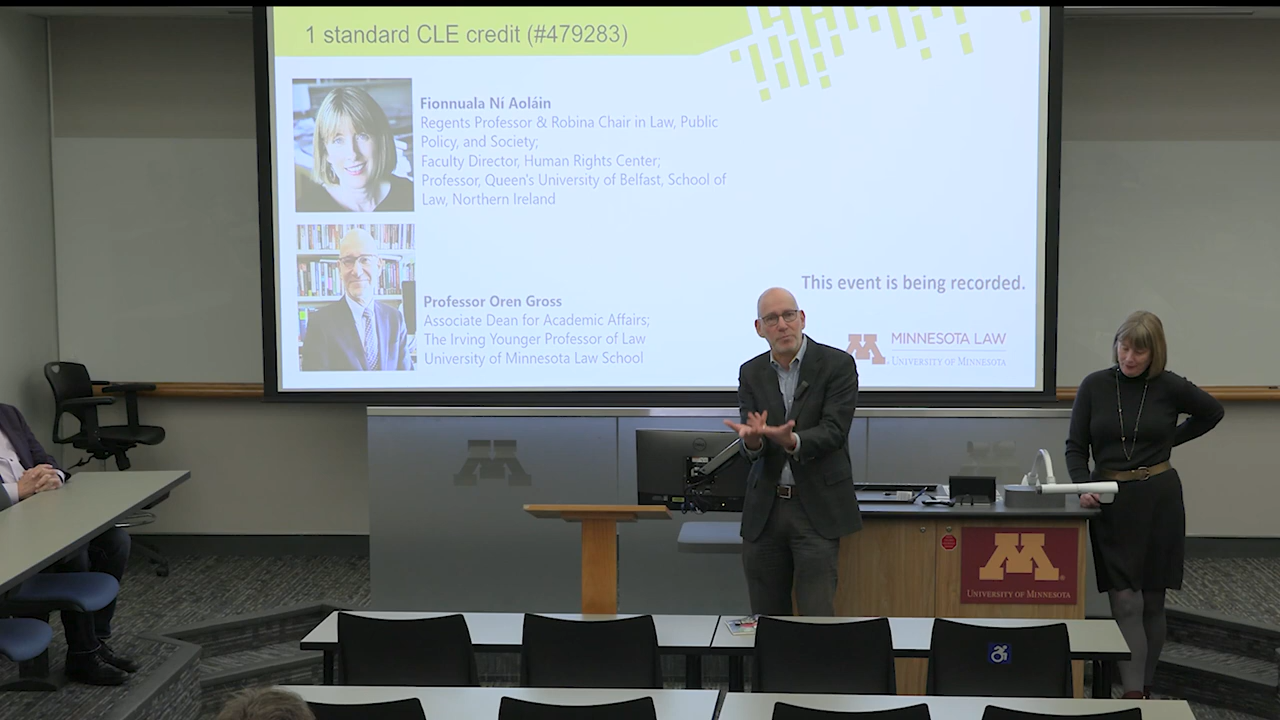 1 standard CLE credit (#479283)
Fionnuala Ní Aoláin
Regents Professor & Robina Chair in Law, Public
Policy, and Society;
Faculty Director, Human Rights Center;
Professor, Queen's University of Belfast, School of
Law, Northern Ireland
Professor Oren Gross
Associate Dean for Academic Affairs;
The Irving Younger Professor of Law
University of Minnesota Law School
This event is being recorded.
M
MINNESOTA LAW
UNIVERSITY OF MINNESOTA
M
DELL
M
UNIVERSITY OF MINNESOTA